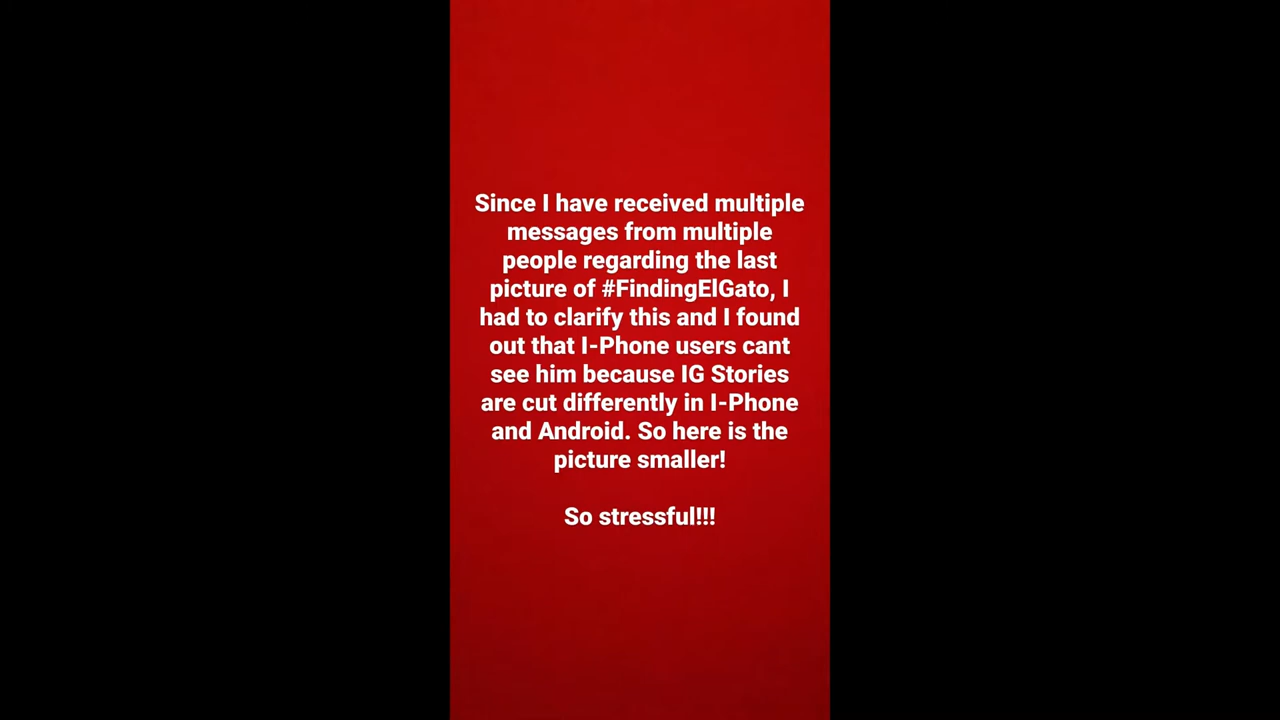 Since I have received multiple
messages from multiple
people regarding the last
picture of #FindingElGato, I
had to clarify this and I found
out that I-Phone users cant
see him because IG Stories
are cut differently in I-Phone
and Android. So here is the
picture smaller!
So stressful!!!